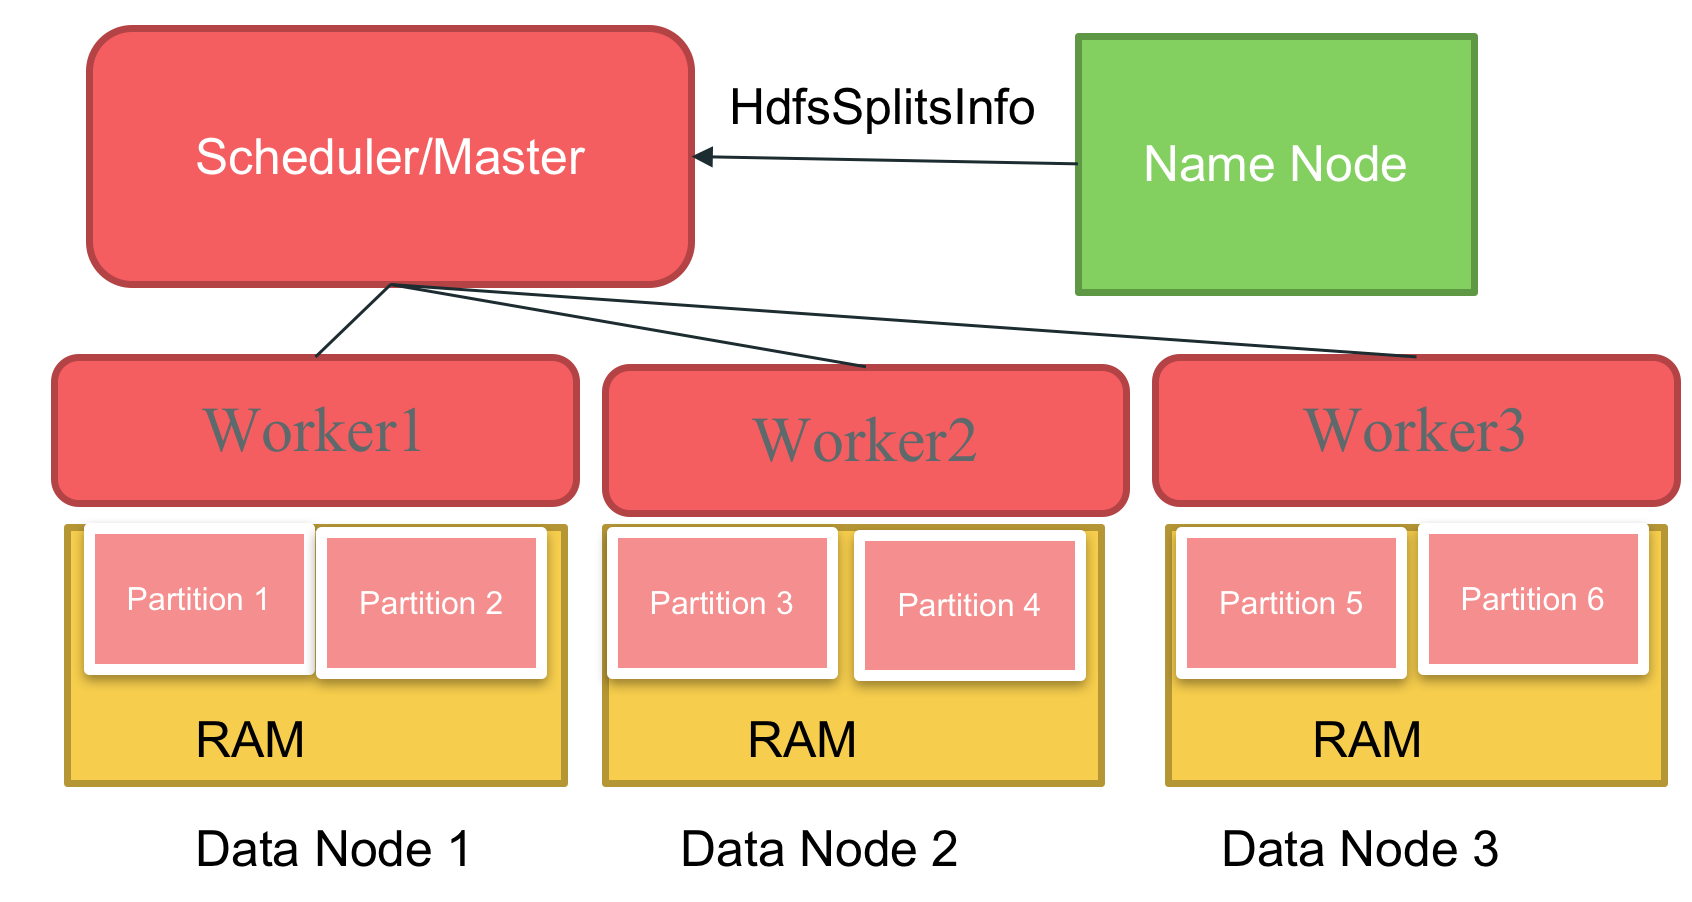 HdfsSplitsInfo
Scheduler/Master
Name Node
Worker1
Worker2
Worker3
Partition 1
Partition 2
Partition 3
Partition 4
Partition 5
Partition 6
RAM
RAM
RAM
Data Node 1
Data Node 2
Data Node 3